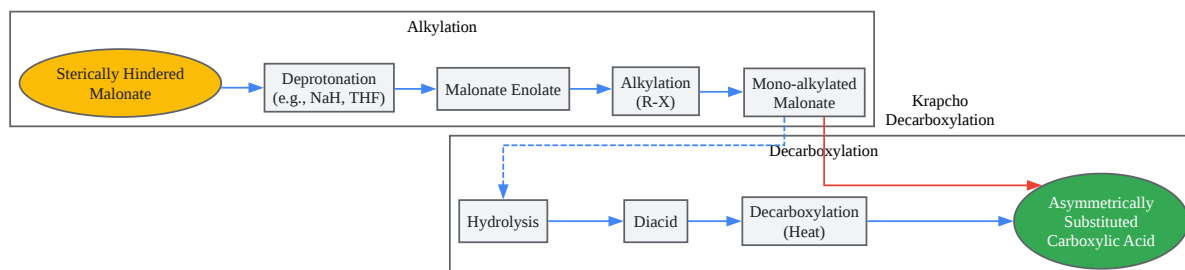 Alkylation
Sterically Hindered
Malonate
Deprotonation
(e.g., NaH, THF)
Malonate Enolate
Alkylation
(R-X)
Mono-alkylated
Malonate
Krapcho
Decarboxylation
Decarboxylation
Hydrolysis
Diacid
Decarboxylation
(Heat)
Asymmetrically
Substituted
Carboxylic Acid